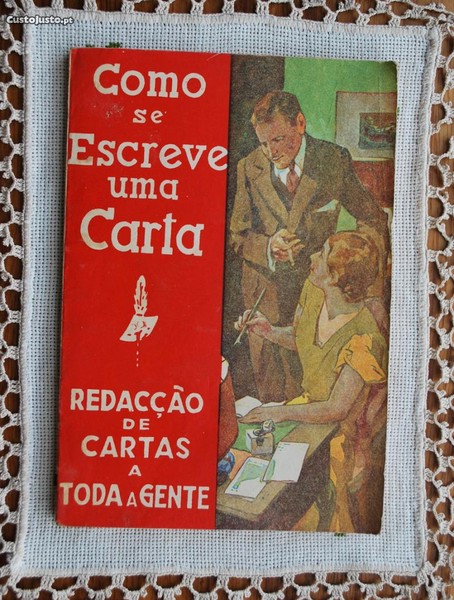 CustoJusto.pt
Como
se
Escreve
uma
Carta
REDACÇÃO
DE
CARTAS
A
TODA A GENTE